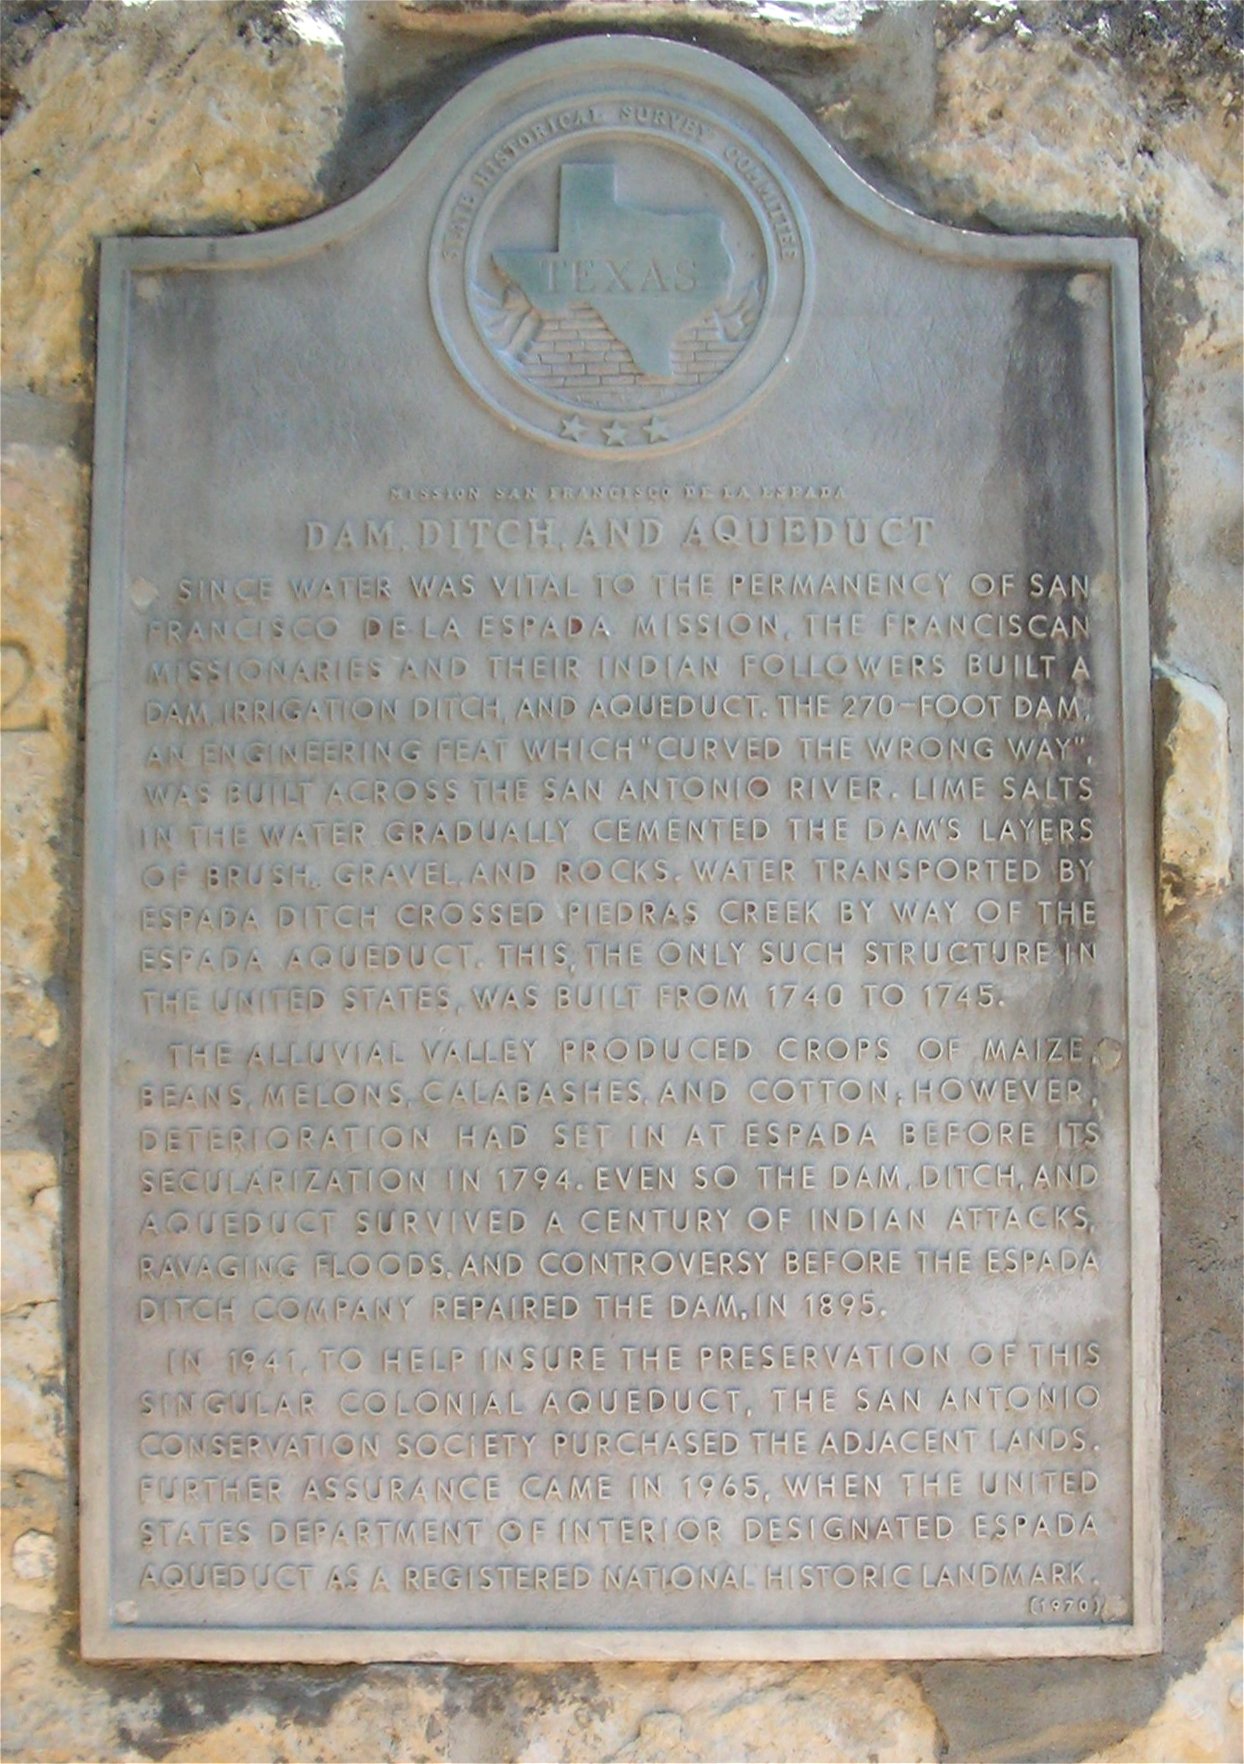 STATE HISTORICAL SURVEY COMMITTEE
TEXAS
MISSION SAN FRANCISCO DE LA ESPADA
DAM, DITCH, AND AQUEDUCT
SINCE WATER WAS VITAL TO THE PERMANENCY OF SAN
FRANCISCO DE LA ESPADA MISSION, THE FRANCISCAN
MISSIONARIES AND THEIR INDIAN FOLLOWERS BUILT A
DAM, IRRIGATION DITCH, AND AQUEDUCT. THE 270-FOOT DAM,
AN ENGINEERING FEAT WHICH "CURVED THE WRONG WAY",
WAS BUILT ACROSS THE SAN ANTONIO RIVER. LIME SALTS
IN THE WATER GRADUALLY CEMENTED THE DAM'S LAYERS
OF BRUSH, GRAVEL, AND ROCKS. WATER TRANSPORTED BY
ESPADA DITCH CROSSED PIEDRAS CREEK BY WAY OF THE
ESPADA AQUEDUCT. THIS, THE ONLY SUCH STRUCTURE IN
THE UNITED STATES, WAS BUILT FROM 1740 TO 1745.
THE ALLUVIAL VALLEY PRODUCED CROPS OF MAIZE,
BEANS, MELONS, CALABASHES, AND COTTON; HOWEVER,
DETERIORATION HAD SET IN AT ESPADA BEFORE ITS
SECULARIZATION IN 1794. EVEN SO THE DAM, DITCH, AND
AQUEDUCT SURVIVED A CENTURY OF INDIAN ATTACKS,
RAVAGING FLOODS, AND CONTROVERSY BEFORE THE ESPADA
DITCH COMPANY REPAIRED THE DAM, IN 1895.
IN 1941, TO HELP INSURE THE PRESERVATION OF THIS
SINGULAR COLONIAL AQUEDUCT, THE SAN ANTONIO
CONSERVATION SOCIETY PURCHASED THE ADJACENT LANDS.
FURTHER ASSURANCE CAME IN 1965, WHEN THE UNITED
STATES DEPARTMENT OF INTERIOR DESIGNATED ESPADA
AQUEDUCT AS A REGISTERED NATIONAL HISTORIC LANDMARK.
(1970)
2